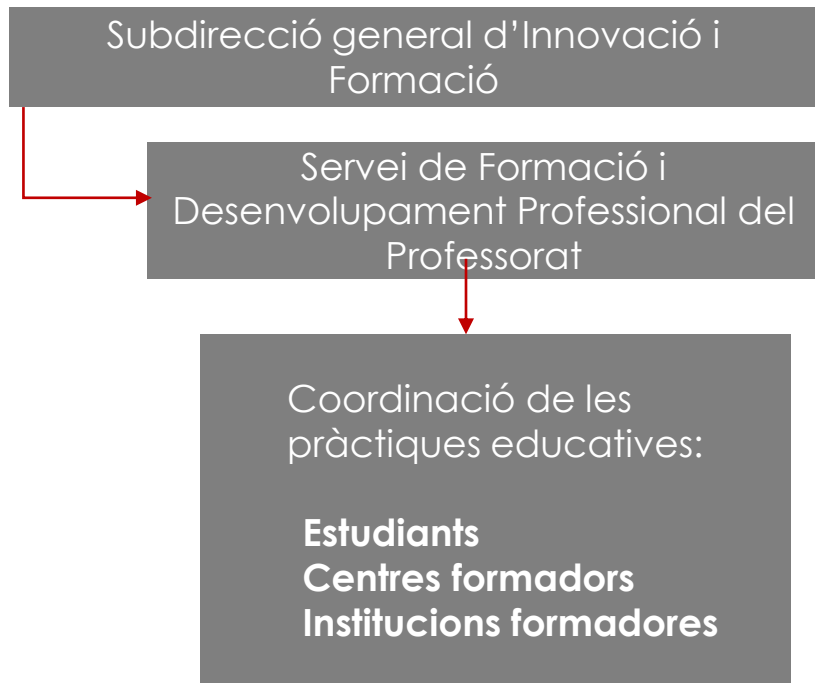 Subdirecció general d’Innovació i
Formació
Servei de Formació i
Desenvolupament Professional del
Professorat
Coordinació de les
pràctiques educatives:
Estudiants
Centres formadors
Institucions formadores